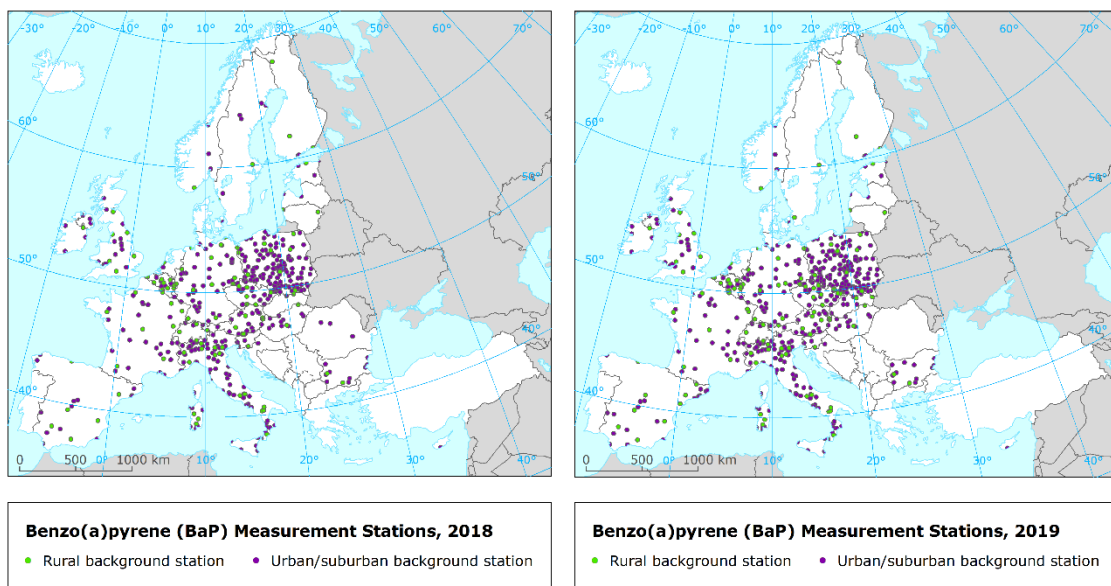 -30° -20° -10° 0° 10° 20° 30° 40° 50° 60° 70°
60°
50°
50°
40°
40°
0 500 1000 km
0° 10° 20° 30° 40°
Benzo(a)pyrene (BaP) Measurement Stations, 2018
Rural background station Urban/suburban background station
-30° -20° -10° 0° 10° 20° 30° 40° 50° 60° 70°
60°
50°
50°
40°
40°
0 500 1000 km
0° 10° 20° 30° 40°
Benzo(a)pyrene (BaP) Measurement Stations, 2019
Rural background station Urban/suburban background station